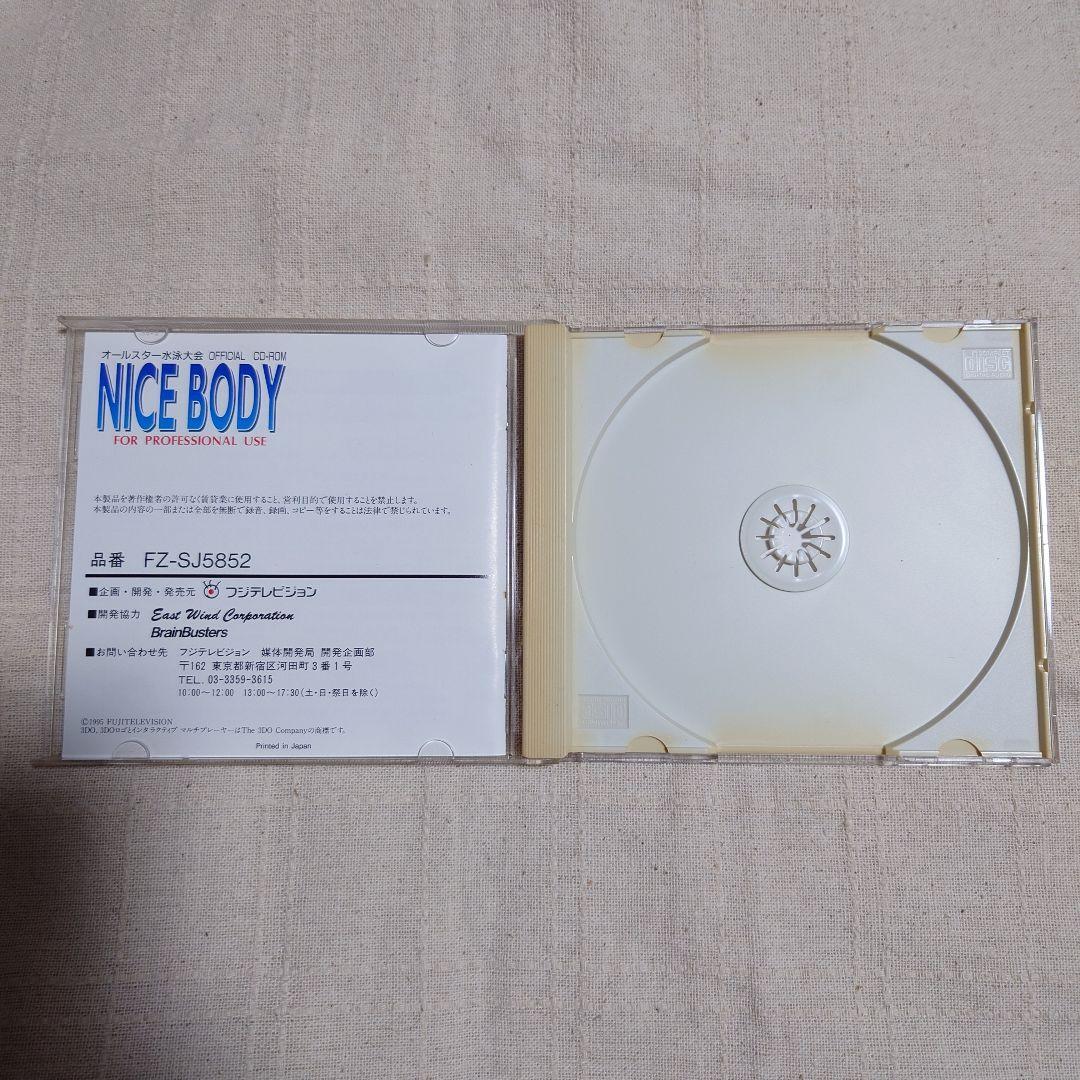 オールスター水泳大会 OFFICIAL CD-ROM
NICE BODY
FOR PROFESSIONAL USE
本製品を著作権者の許可なく賃貸業に使用すること、営利目的で使用することを禁止します。
本製品の内容の一部または全部を無断で録音、録画、コピー等をすることは法律で禁じられています。
品番 FZ-SJ5852
■企画・開発・発売元 フジテレビジョン
■開発協力 East Wind Corporation
BrainBusters
■お問い合わせ先 フジテレビジョン 媒体開発局 開発企画部
〒162 東京都新宿区河田町3番1号
TEL. 03-3359-3615
10:00～12:00 13:00～17:30(土・日・祭日を除く)
©1995 FUJITELEVISION
3DO、3DOロゴとインタラクティブ マルチプレーヤーはThe 3DO Companyの商標です。
Printed in Japan
COMPACT
disc
DIGITAL AUDIO